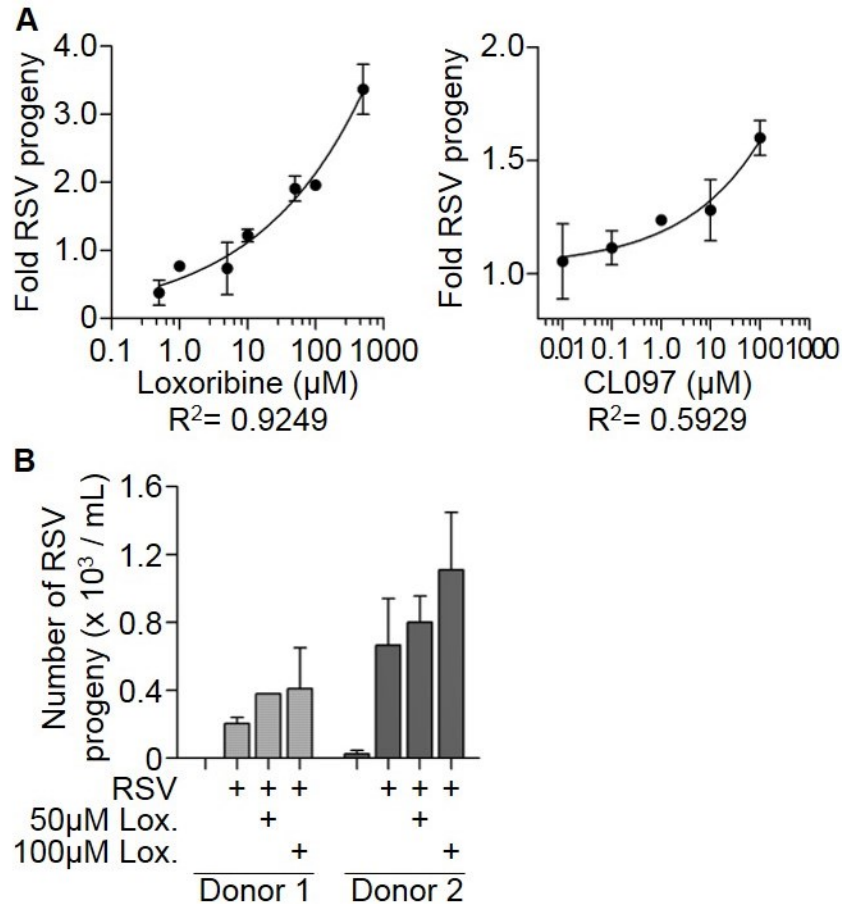 A
Fold RSV progeny
4.0
3.0
2.0
1.0
0
0.1 1.0 10 100 1000
Loxoribine (µM)
R²= 0.9249
Fold RSV progeny
2.0
1.5
1.0
0.01 0.1 1.0 10 100 1000
CL097 (µM)
R²= 0.5929
B
Number of RSV
progeny (x 10³ / mL)
1.6
1.2
0.8
0.4
0
RSV + + + + + +
50µM Lox. + +
100µM Lox. + +
Donor 1 Donor 2